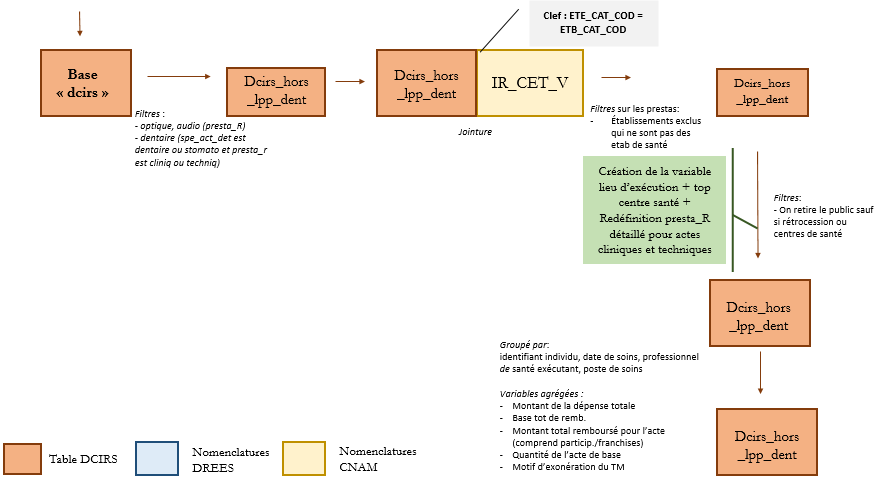 Clef : ETE_CAT_COD =
ETB_CAT_COD
Base
« dcirs »
Dcirs_hors
_lpp_dent
Dcirs_hors
_lpp_dent
IR_CET_V
Dcirs_hors
_lpp_dent
Filtres :
- optique, audio (presta_R)
- dentaire (spe_act_det est
dentaire ou stomato et presta_r
est cliniq ou techniq)
Jointure
Filtres sur les prestas:
- Établissements exclus
qui ne sont pas des
etab de santé
Création de la variable
lieu d'exécution + top
centre santé +
Redéfinition presta_R
détaillé pour actes
cliniques et techniques
Filtres:
- On retire le public sauf
si rétrocession ou
centres de santé
Dcirs_hors
_lpp_dent
Groupé par:
identifiant individu, date de soins, professionnel
de santé exécutant, poste de soins
Variables agrégées :
- Montant de la dépense totale
- Base tot de remb.
- Montant total remboursé pour l'acte
(comprend particip./franchises)
- Quantité de l'acte de base
- Motif d'exonération du TM
Dcirs_hors
_lpp_dent
Table DCIRS
Nomenclatures
DREES
Nomenclatures
CNAM